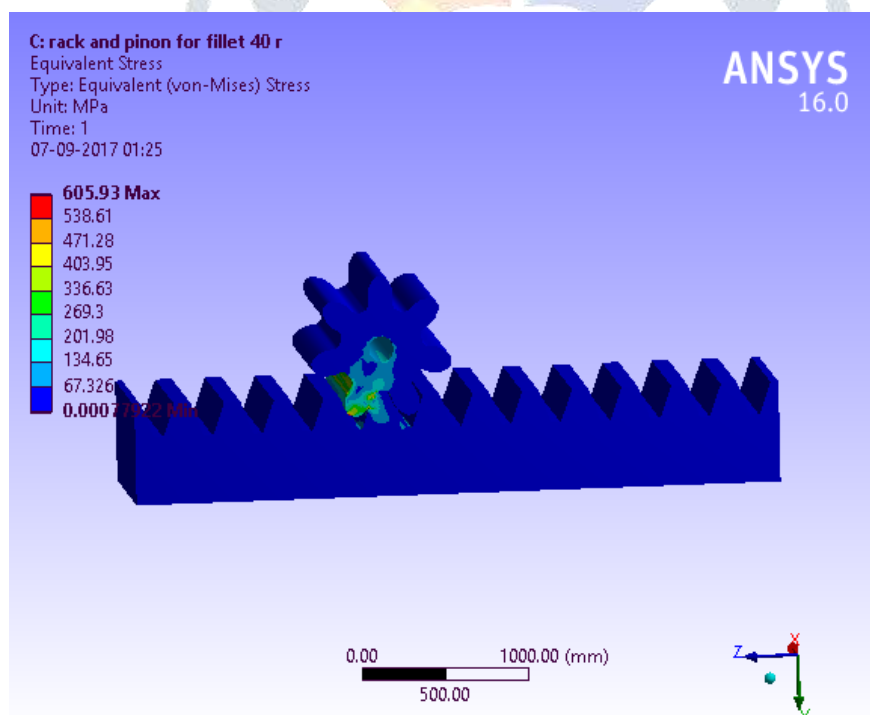 C: rack and pinon for fillet 40 r
Equivalent Stress
Type: Equivalent (von-Mises) Stress
Unit: MPa
Time: 1
07-09-2017 01:25
ANSYS
16.0
605.93 Max
538.61
471.28
403.95
336.63
269.3
201.98
134.65
67.326
0.00077922 Min
0.00 1000.00 (mm)
500.00
Z X
Y